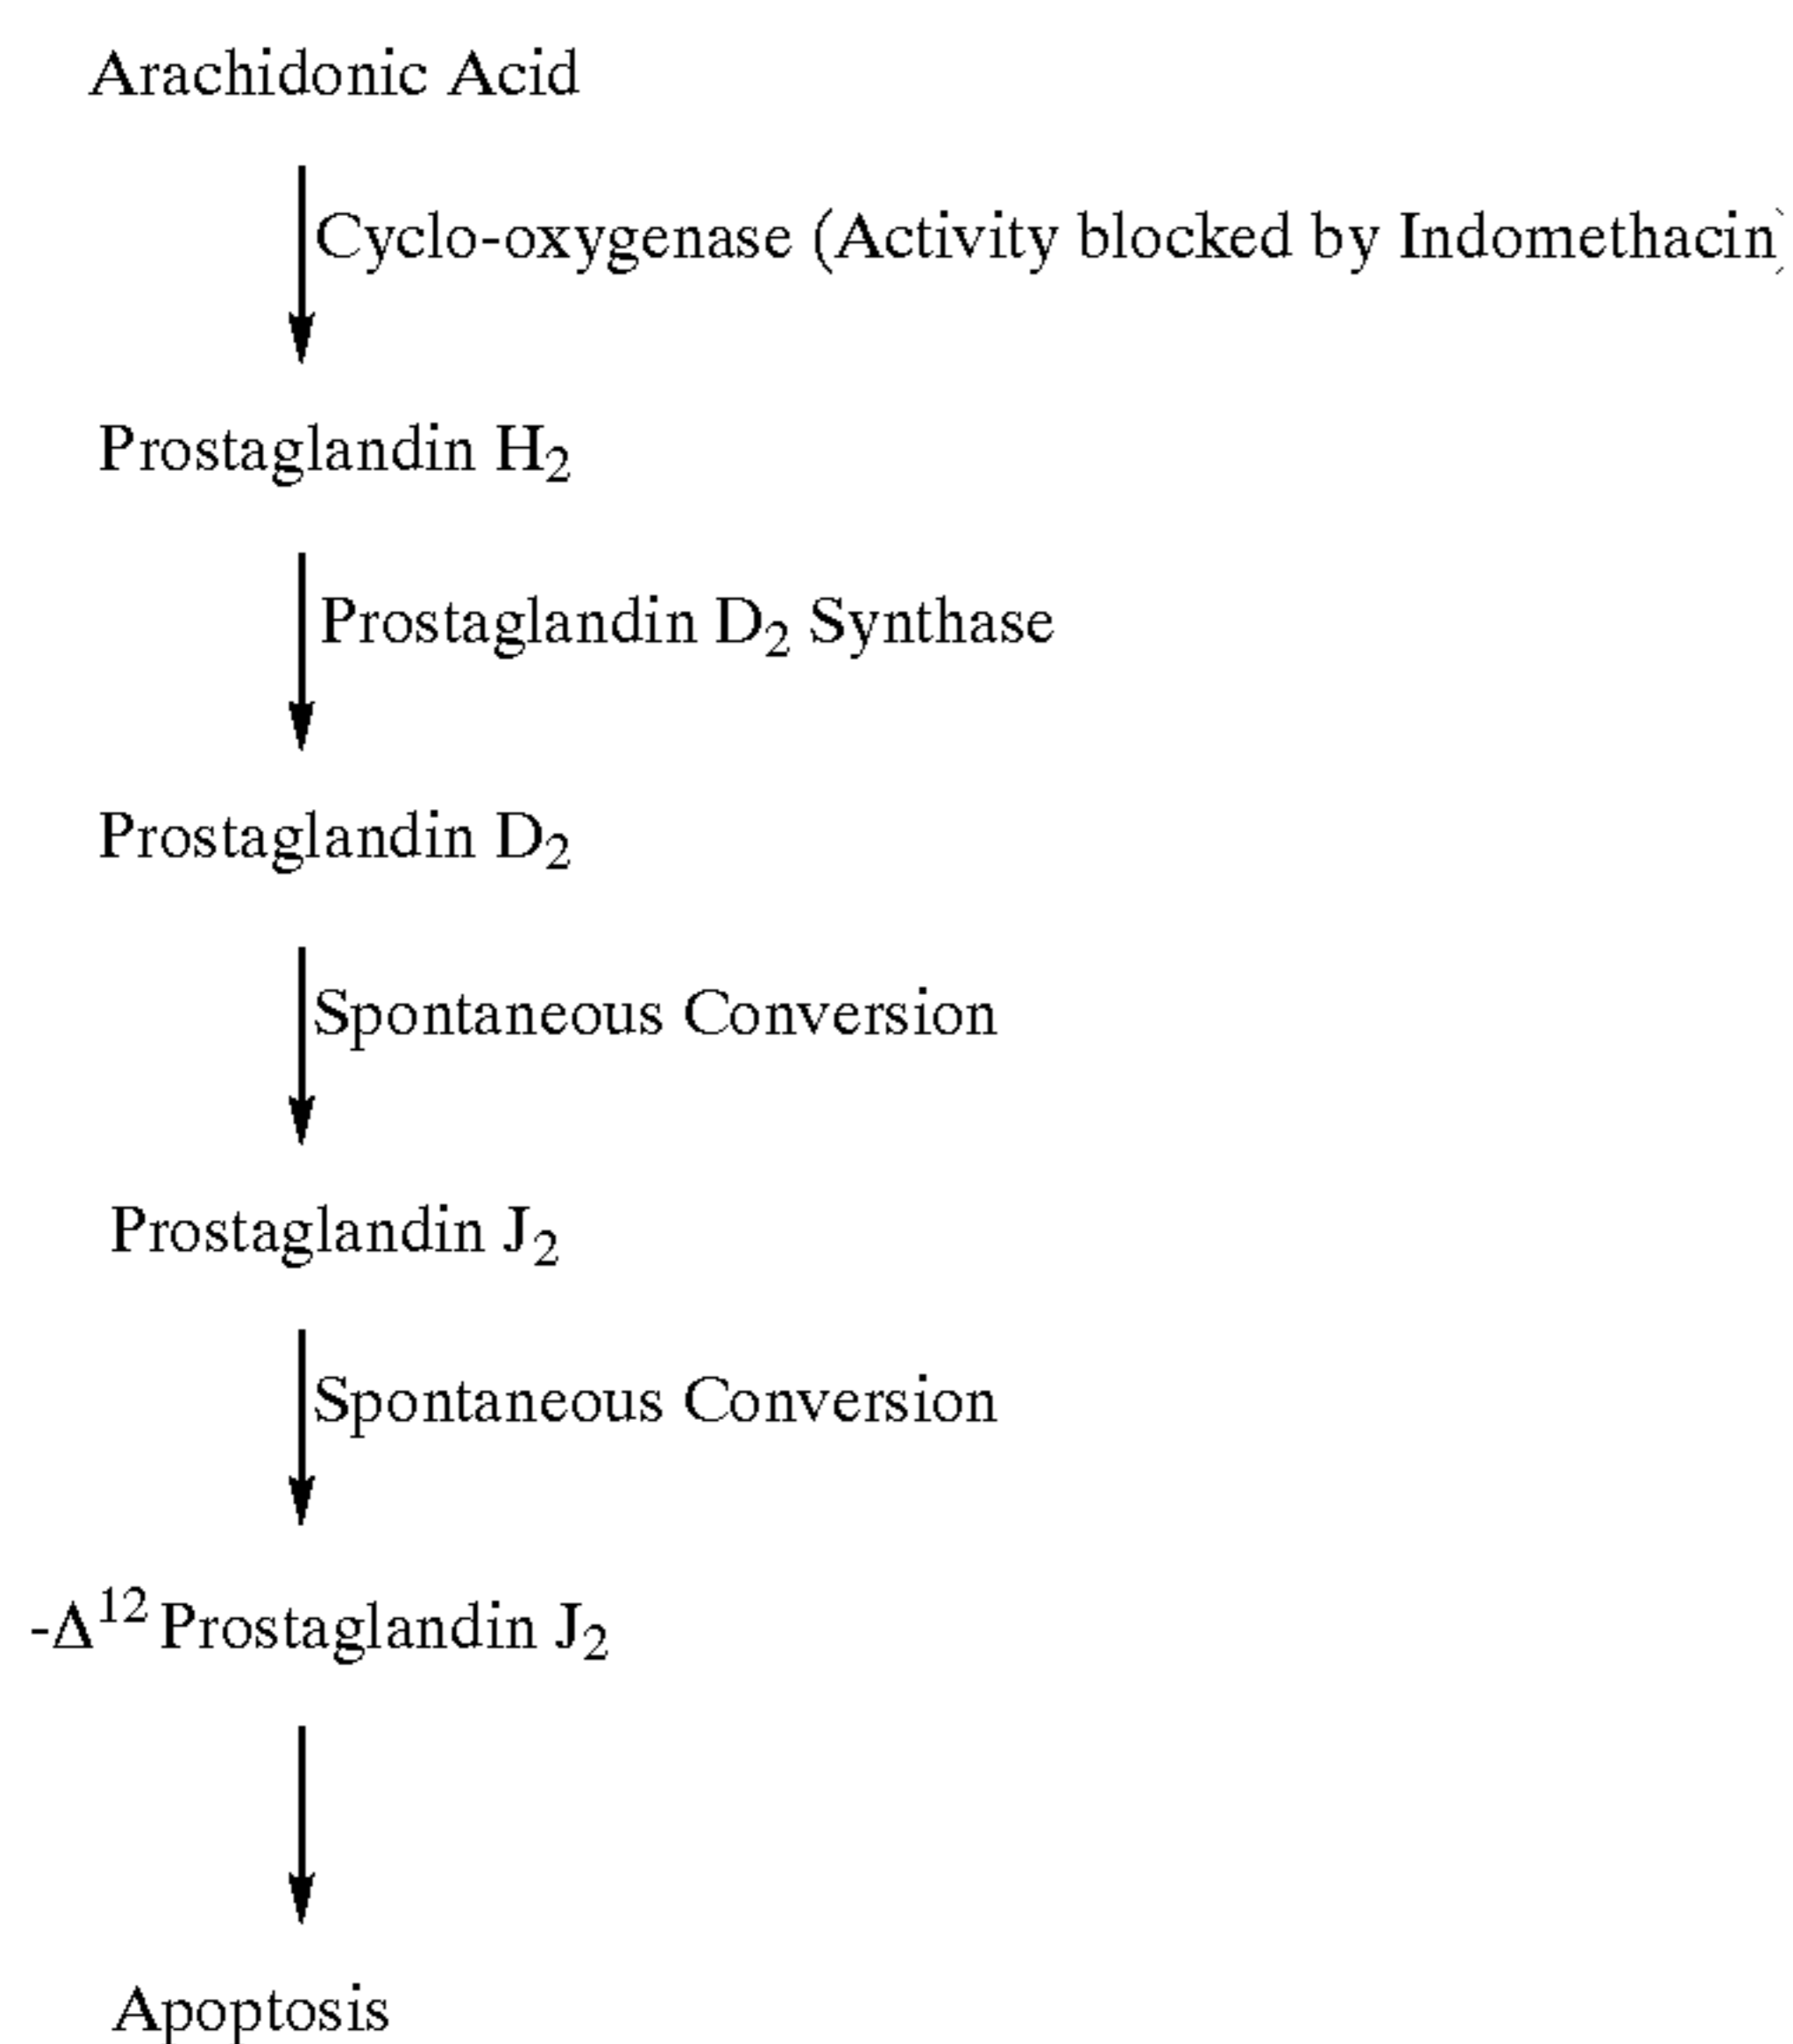 Arachidonic Acid
Cyclo-oxygenase (Activity blocked by Indomethacin)
Prostaglandin H₂
Prostaglandin D₂ Synthase
Prostaglandin D₂
Spontaneous Conversion
Prostaglandin J₂
Spontaneous Conversion
-Δ¹² Prostaglandin J₂
Apoptosis